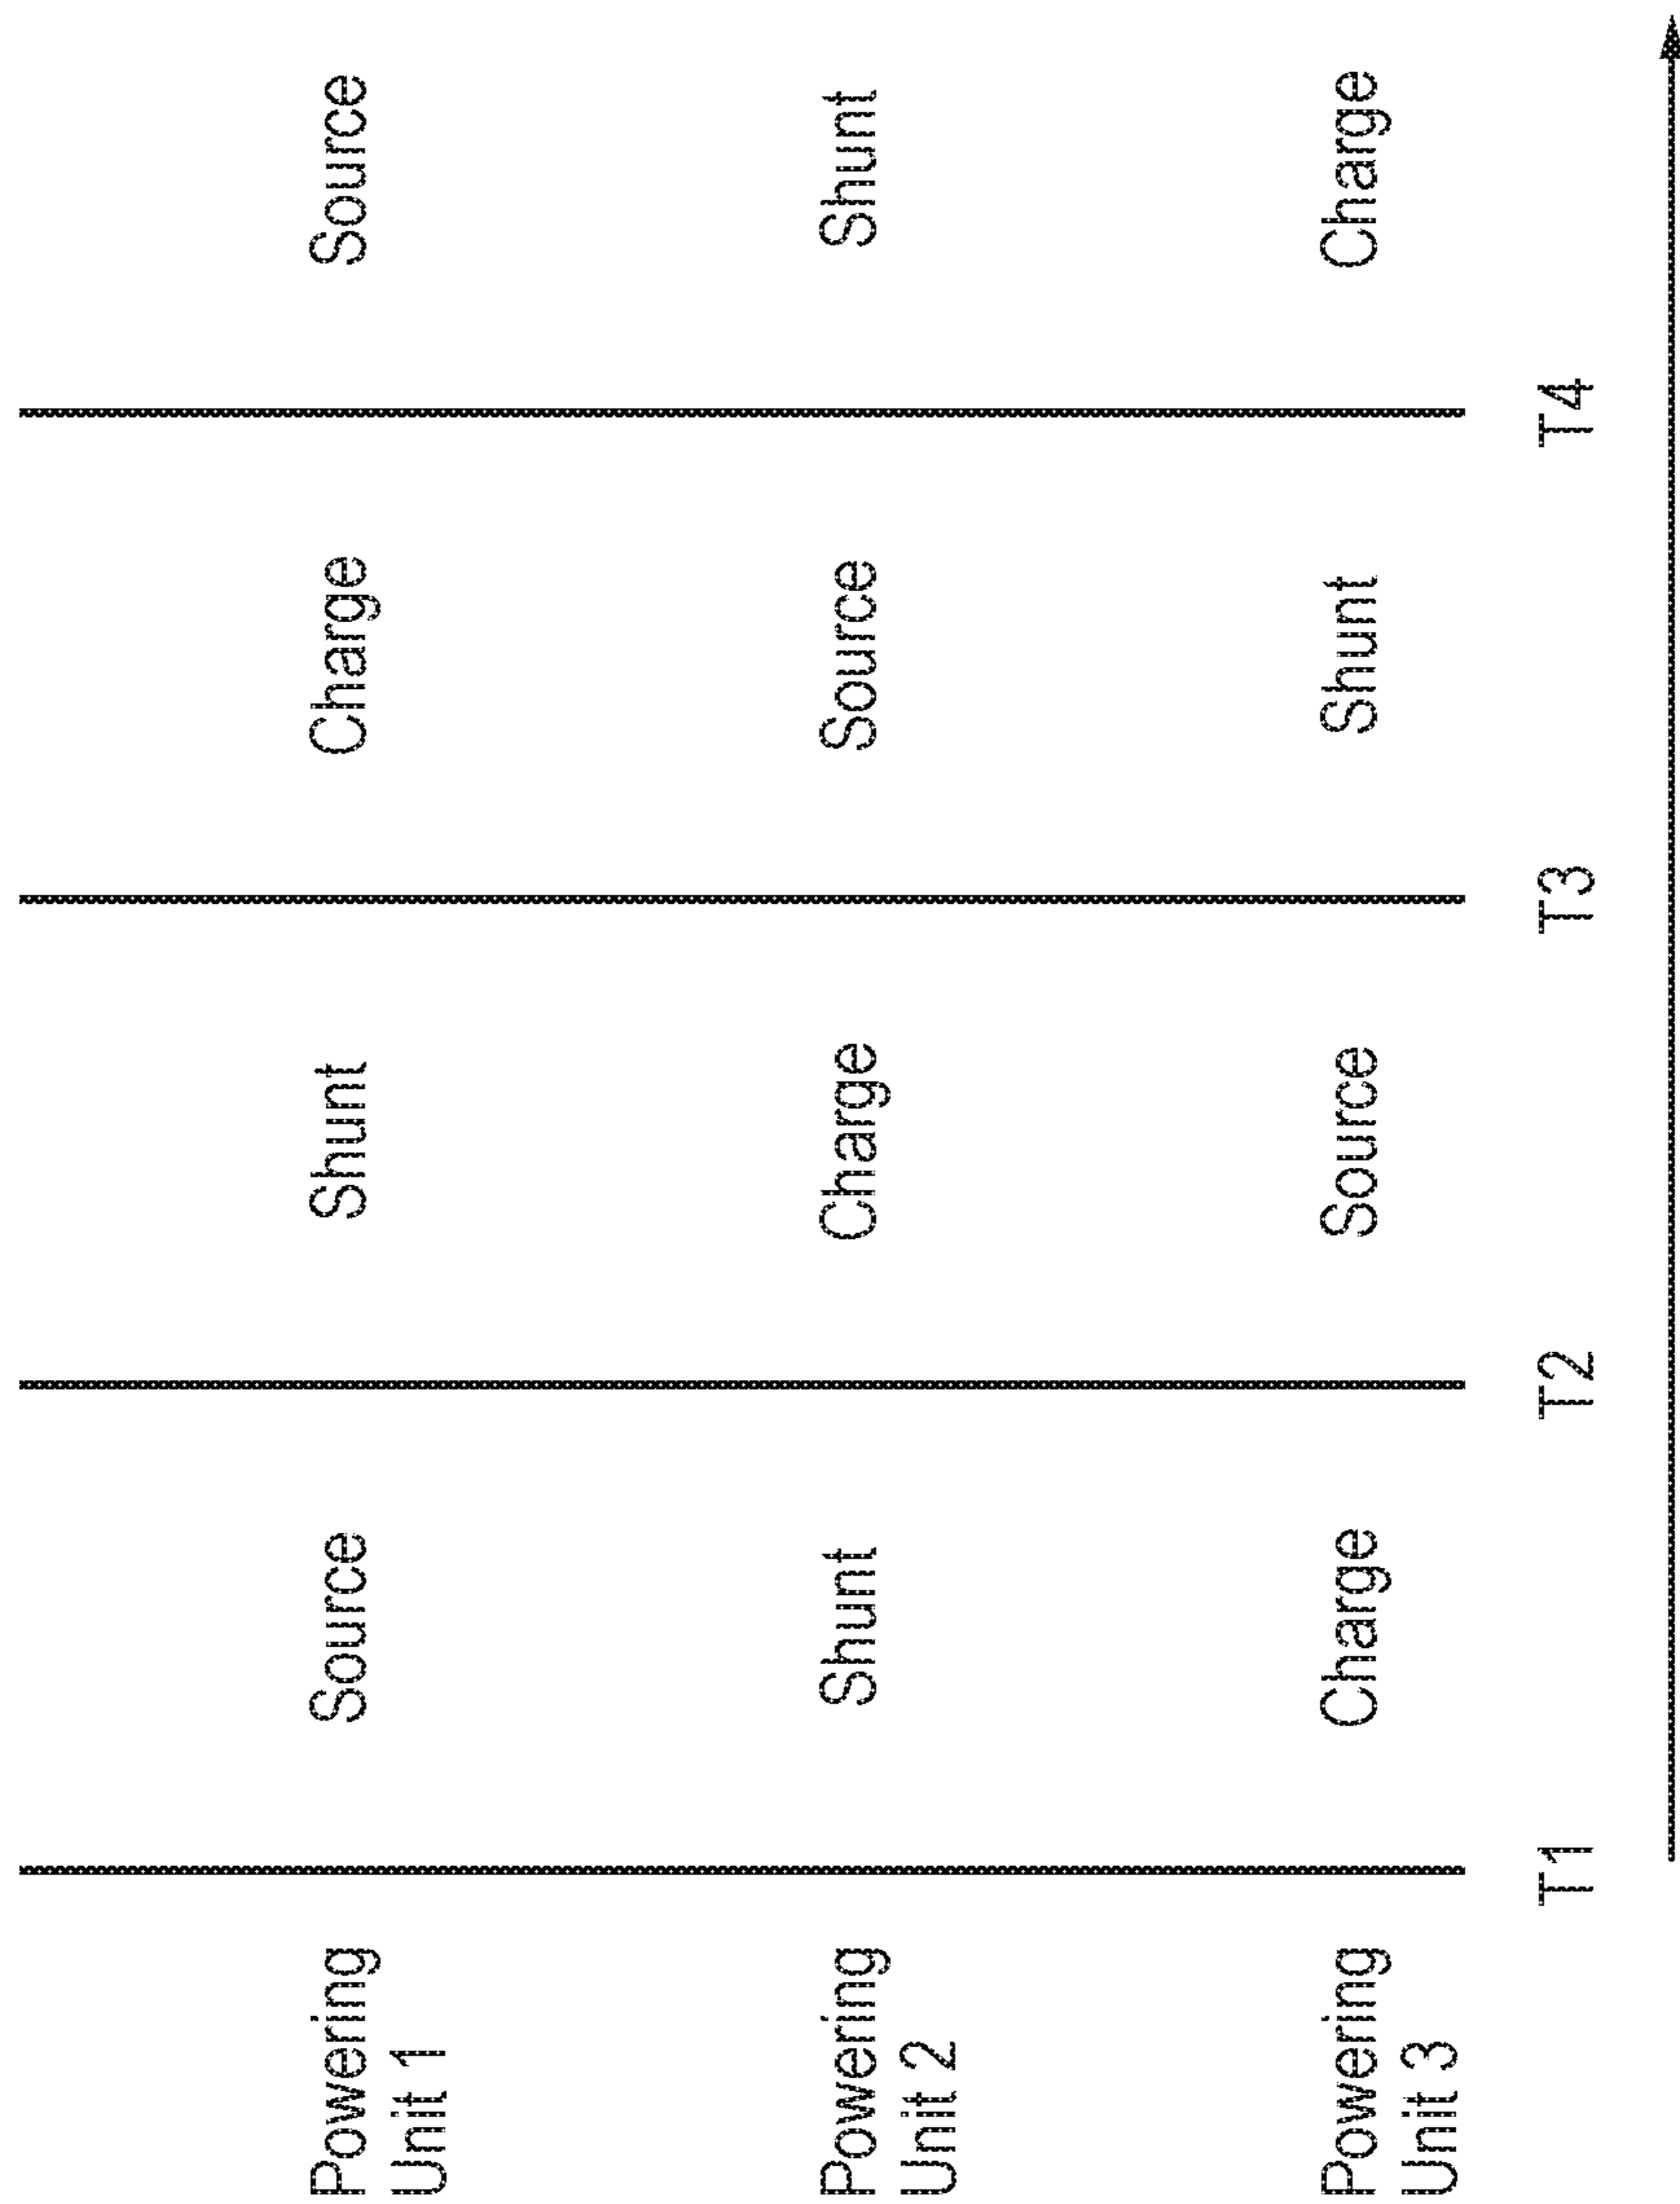 Powering
Unit 1
Source
Shunt
Charge
Source
Powering
Unit 2
Shunt
Charge
Source
Shunt
Powering
Unit 3
Charge
Source
Shunt
Charge
T1
T2
T3
T4